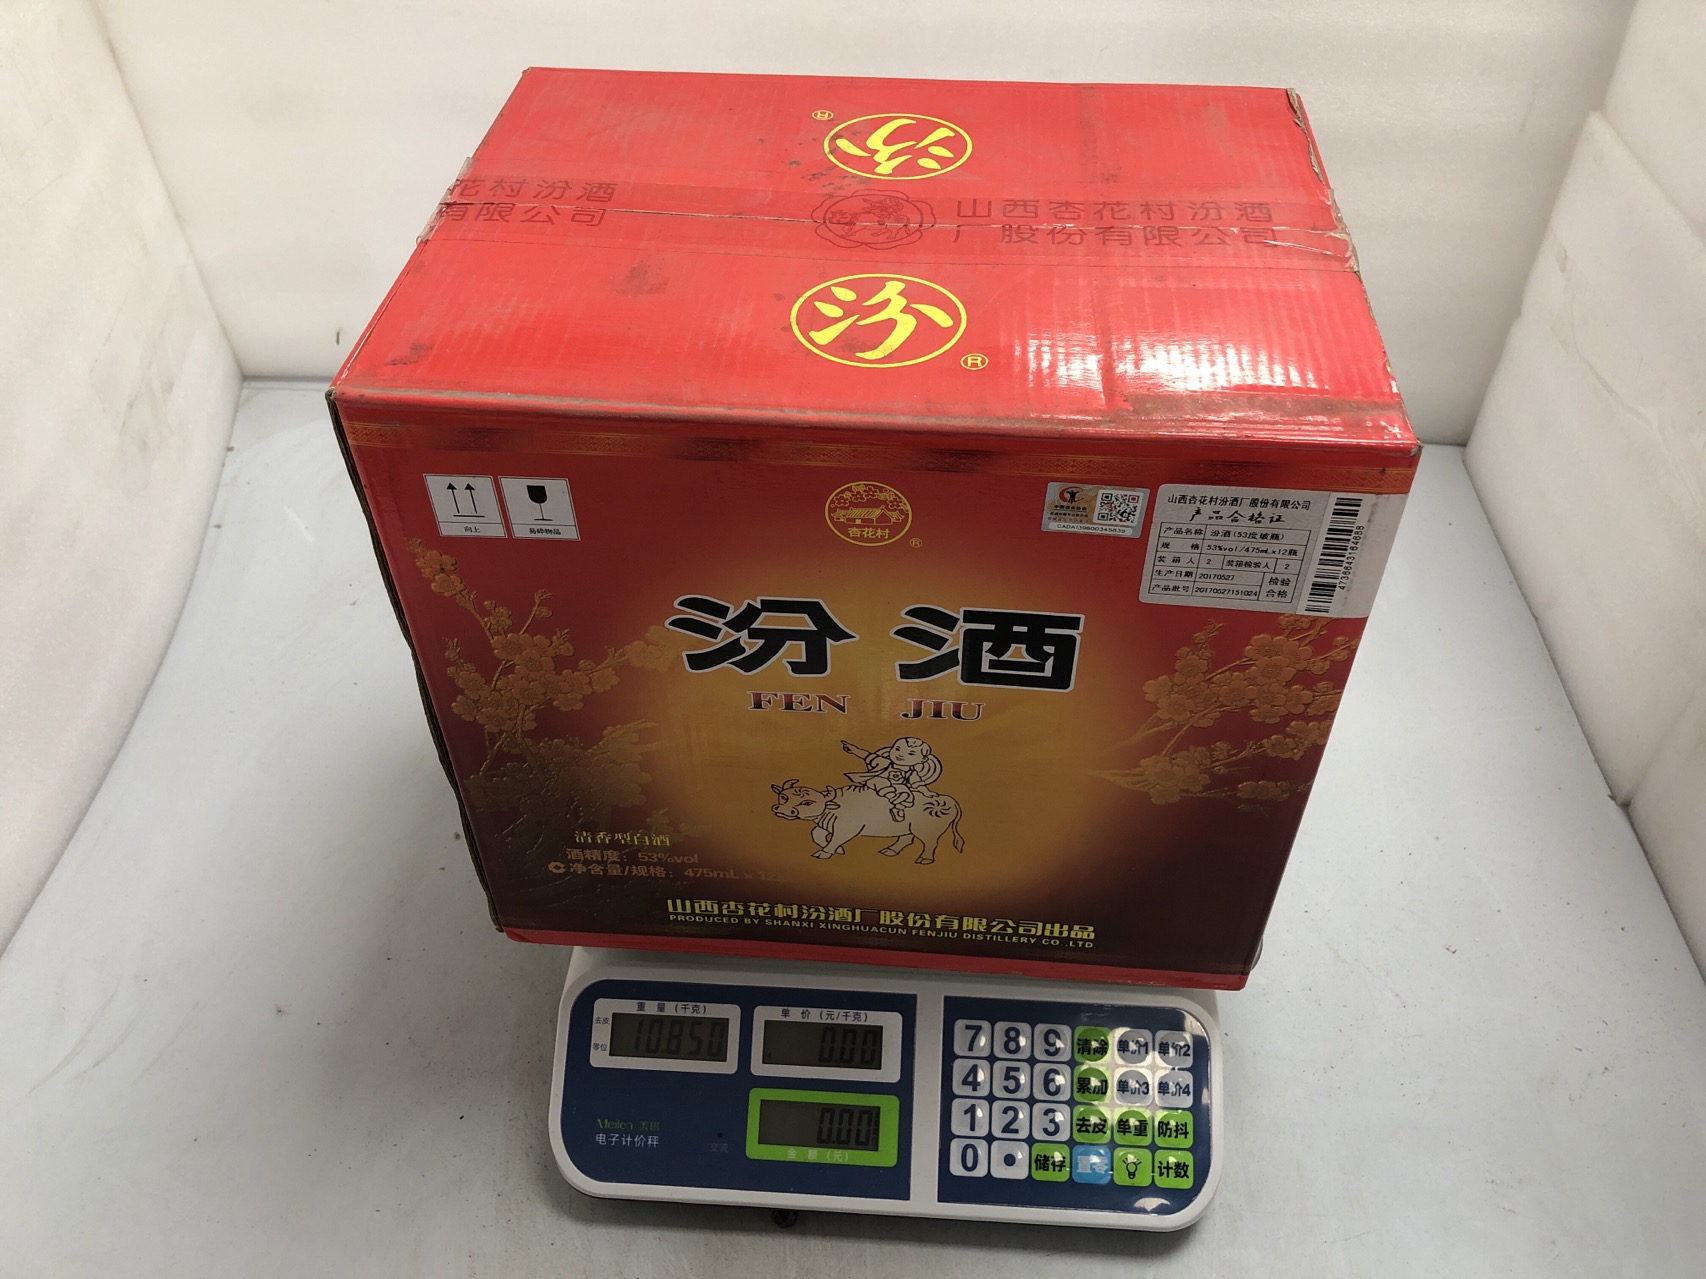 汾
®
花村汾酒
有限公司
山西杏花村汾酒
厂股份有限公司
汾
®
向上
易碎物品
杏花村
®
CADA139600345839
山西杏花村汾酒厂股份有限公司
产品合格证
产品名称 汾酒(53度玻瓶)
规 格 53%vol/475mL×12瓶
装箱人 2 装箱检验人 2
生产日期 20170527 检验
产品批号 20170527151024 合格
4736643164688
汾酒
FEN JIU
清香型白酒
酒精度：53%vol
净含量/规格：475mL×12
山西杏花村汾酒厂股份有限公司出品
PRODUCED BY SHANXI XINGHUACUN FENJIU DISTILLERY CO.,LTD.
重量(千克)
单价(元/千克)
去皮
零位
10.850
0.00
Meilen
电子计价秤
交流
0.00
金额(元)
7 8 9 清除 单价1 单价2
4 5 6 累加 单价3 单价4
1 2 3 去皮 单重 防抖
0 • 储存 置零 计数